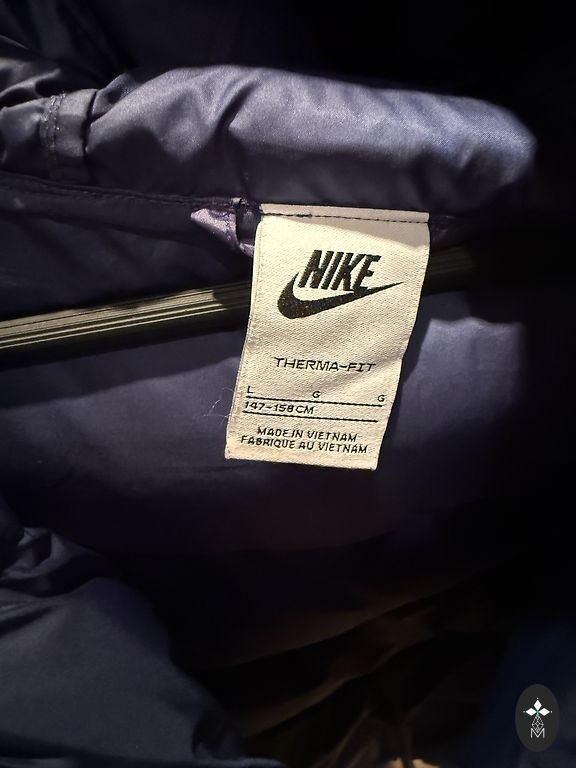 NIKE
THERMA-FIT
L G G
147-158CM
MADE IN VIETNAM
FABRIQUE AU VIETNAM
M